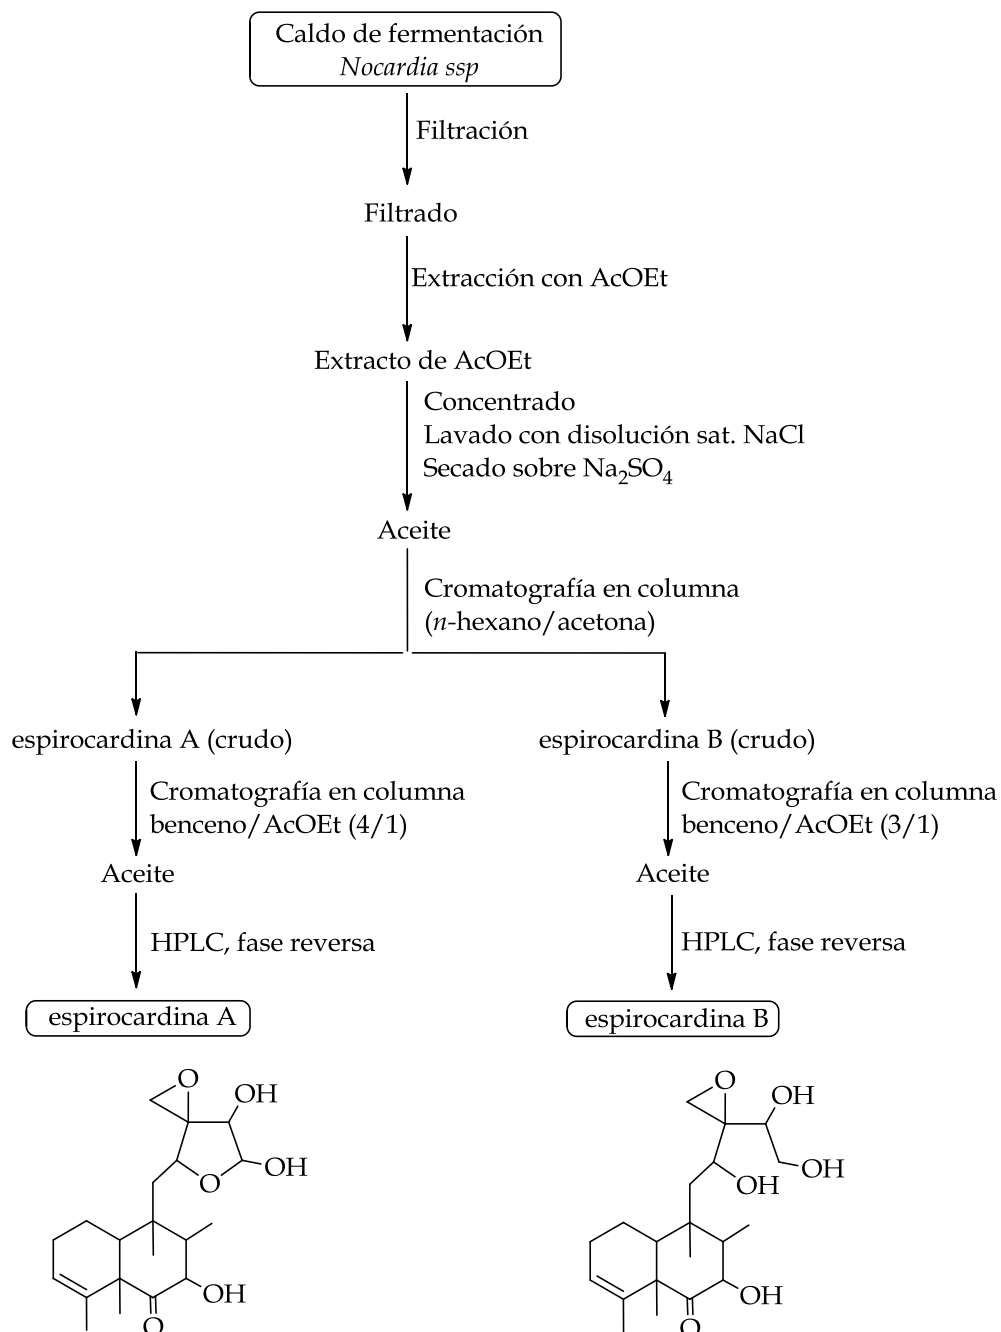 Caldo de fermentación
Nocardia ssp
Filtración
Filtrado
Extracción con AcOEt
Extracto de AcOEt
Concentrado
Lavado con disolución sat. NaCl
Secado sobre Na₂SO₄
Aceite
Cromatografía en columna
(n-hexano/acetona)
espirocardina A (crudo)
espirocardina B (crudo)
Cromatografía en columna
benceno/AcOEt (4/1)
Cromatografía en columna
benceno/AcOEt (3/1)
Aceite
Aceite
HPLC, fase reversa
HPLC, fase reversa
espirocardina A
espirocardina B
O
OH
OH
O
OH
O
O
OH
OH
OH
OH
O